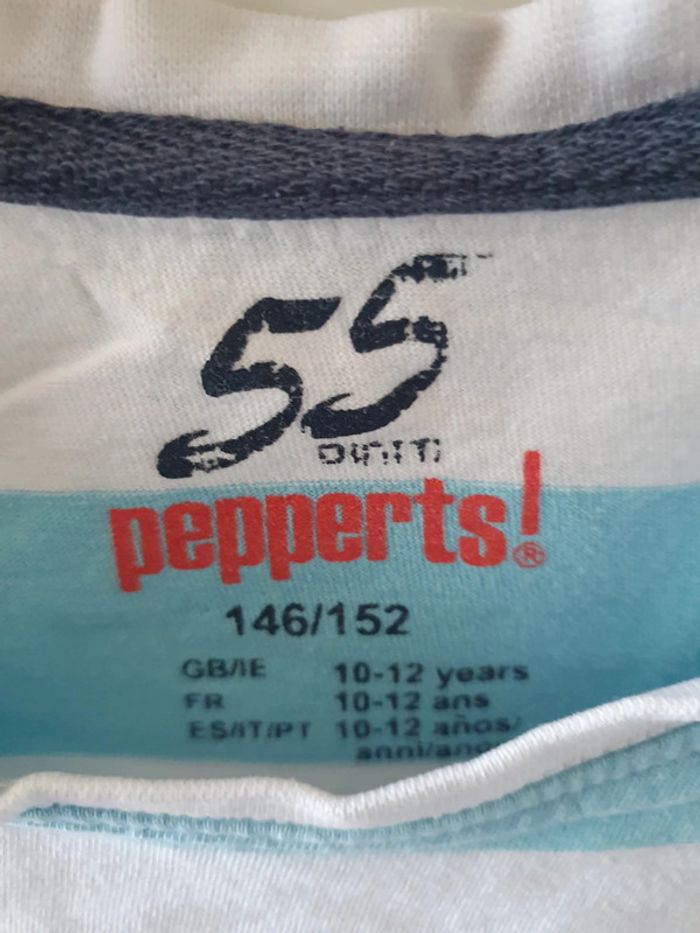 55
pepperts!®
146/152
GB/IE 10-12 years
FR 10-12 ans
ES/IT/PT 10-12 años/
anni/